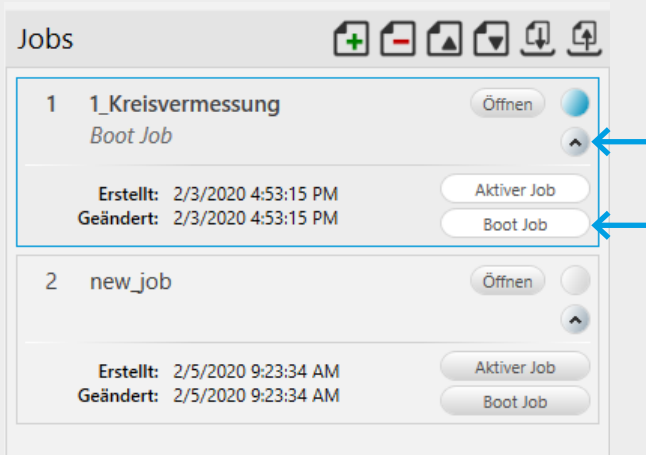 Jobs
1 1_Kreisvermessung Öffnen
Boot Job
Erstellt: 2/3/2020 4:53:15 PM Aktiver Job
Geändert: 2/3/2020 4:53:15 PM Boot Job
2 new_job Öffnen
Erstellt: 2/5/2020 9:23:34 AM Aktiver Job
Geändert: 2/5/2020 9:23:34 AM Boot Job